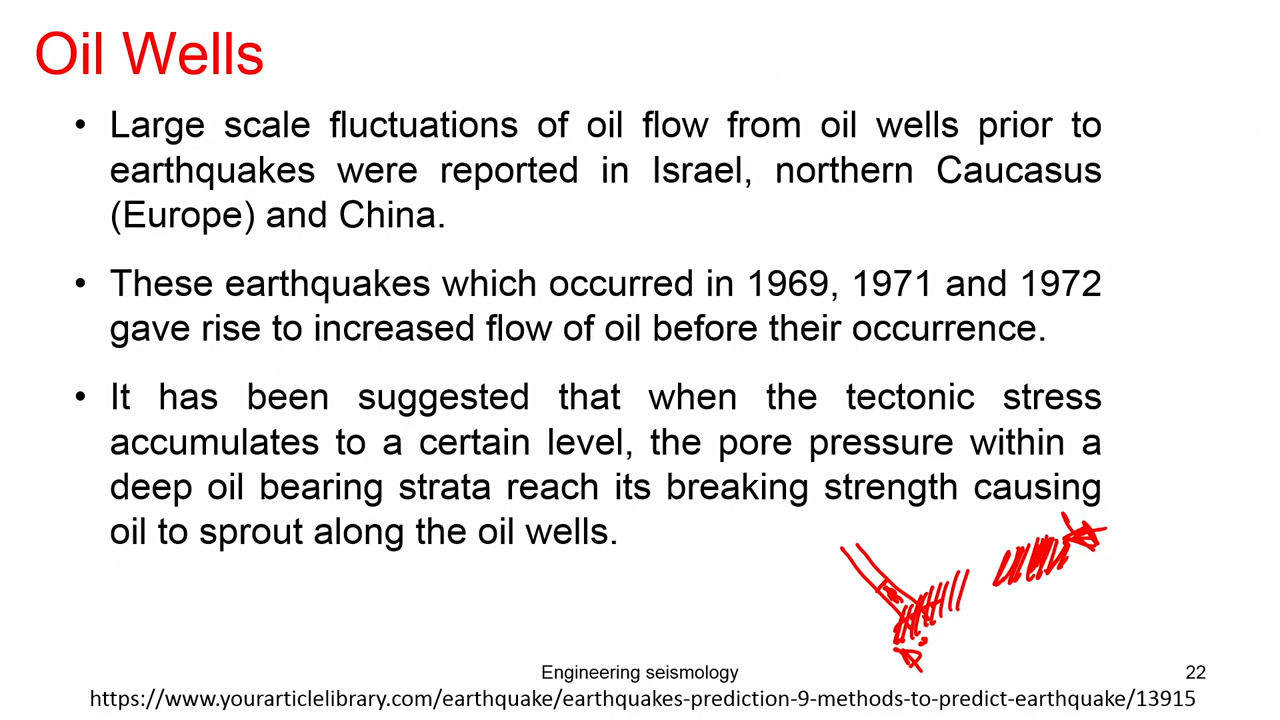 Oil Wells
• Large scale fluctuations of oil flow from oil wells prior to
earthquakes were reported in Israel, northern Caucasus
(Europe) and China.
• These earthquakes which occurred in 1969, 1971 and 1972
gave rise to increased flow of oil before their occurrence.
• It has been suggested that when the tectonic stress
accumulates to a certain level, the pore pressure within a
deep oil bearing strata reach its breaking strength causing
oil to sprout along the oil wells.
Engineering seismology
22
https://www.yourarticlelibrary.com/earthquake/earthquakes-prediction-9-methods-to-predict-earthquake/13915